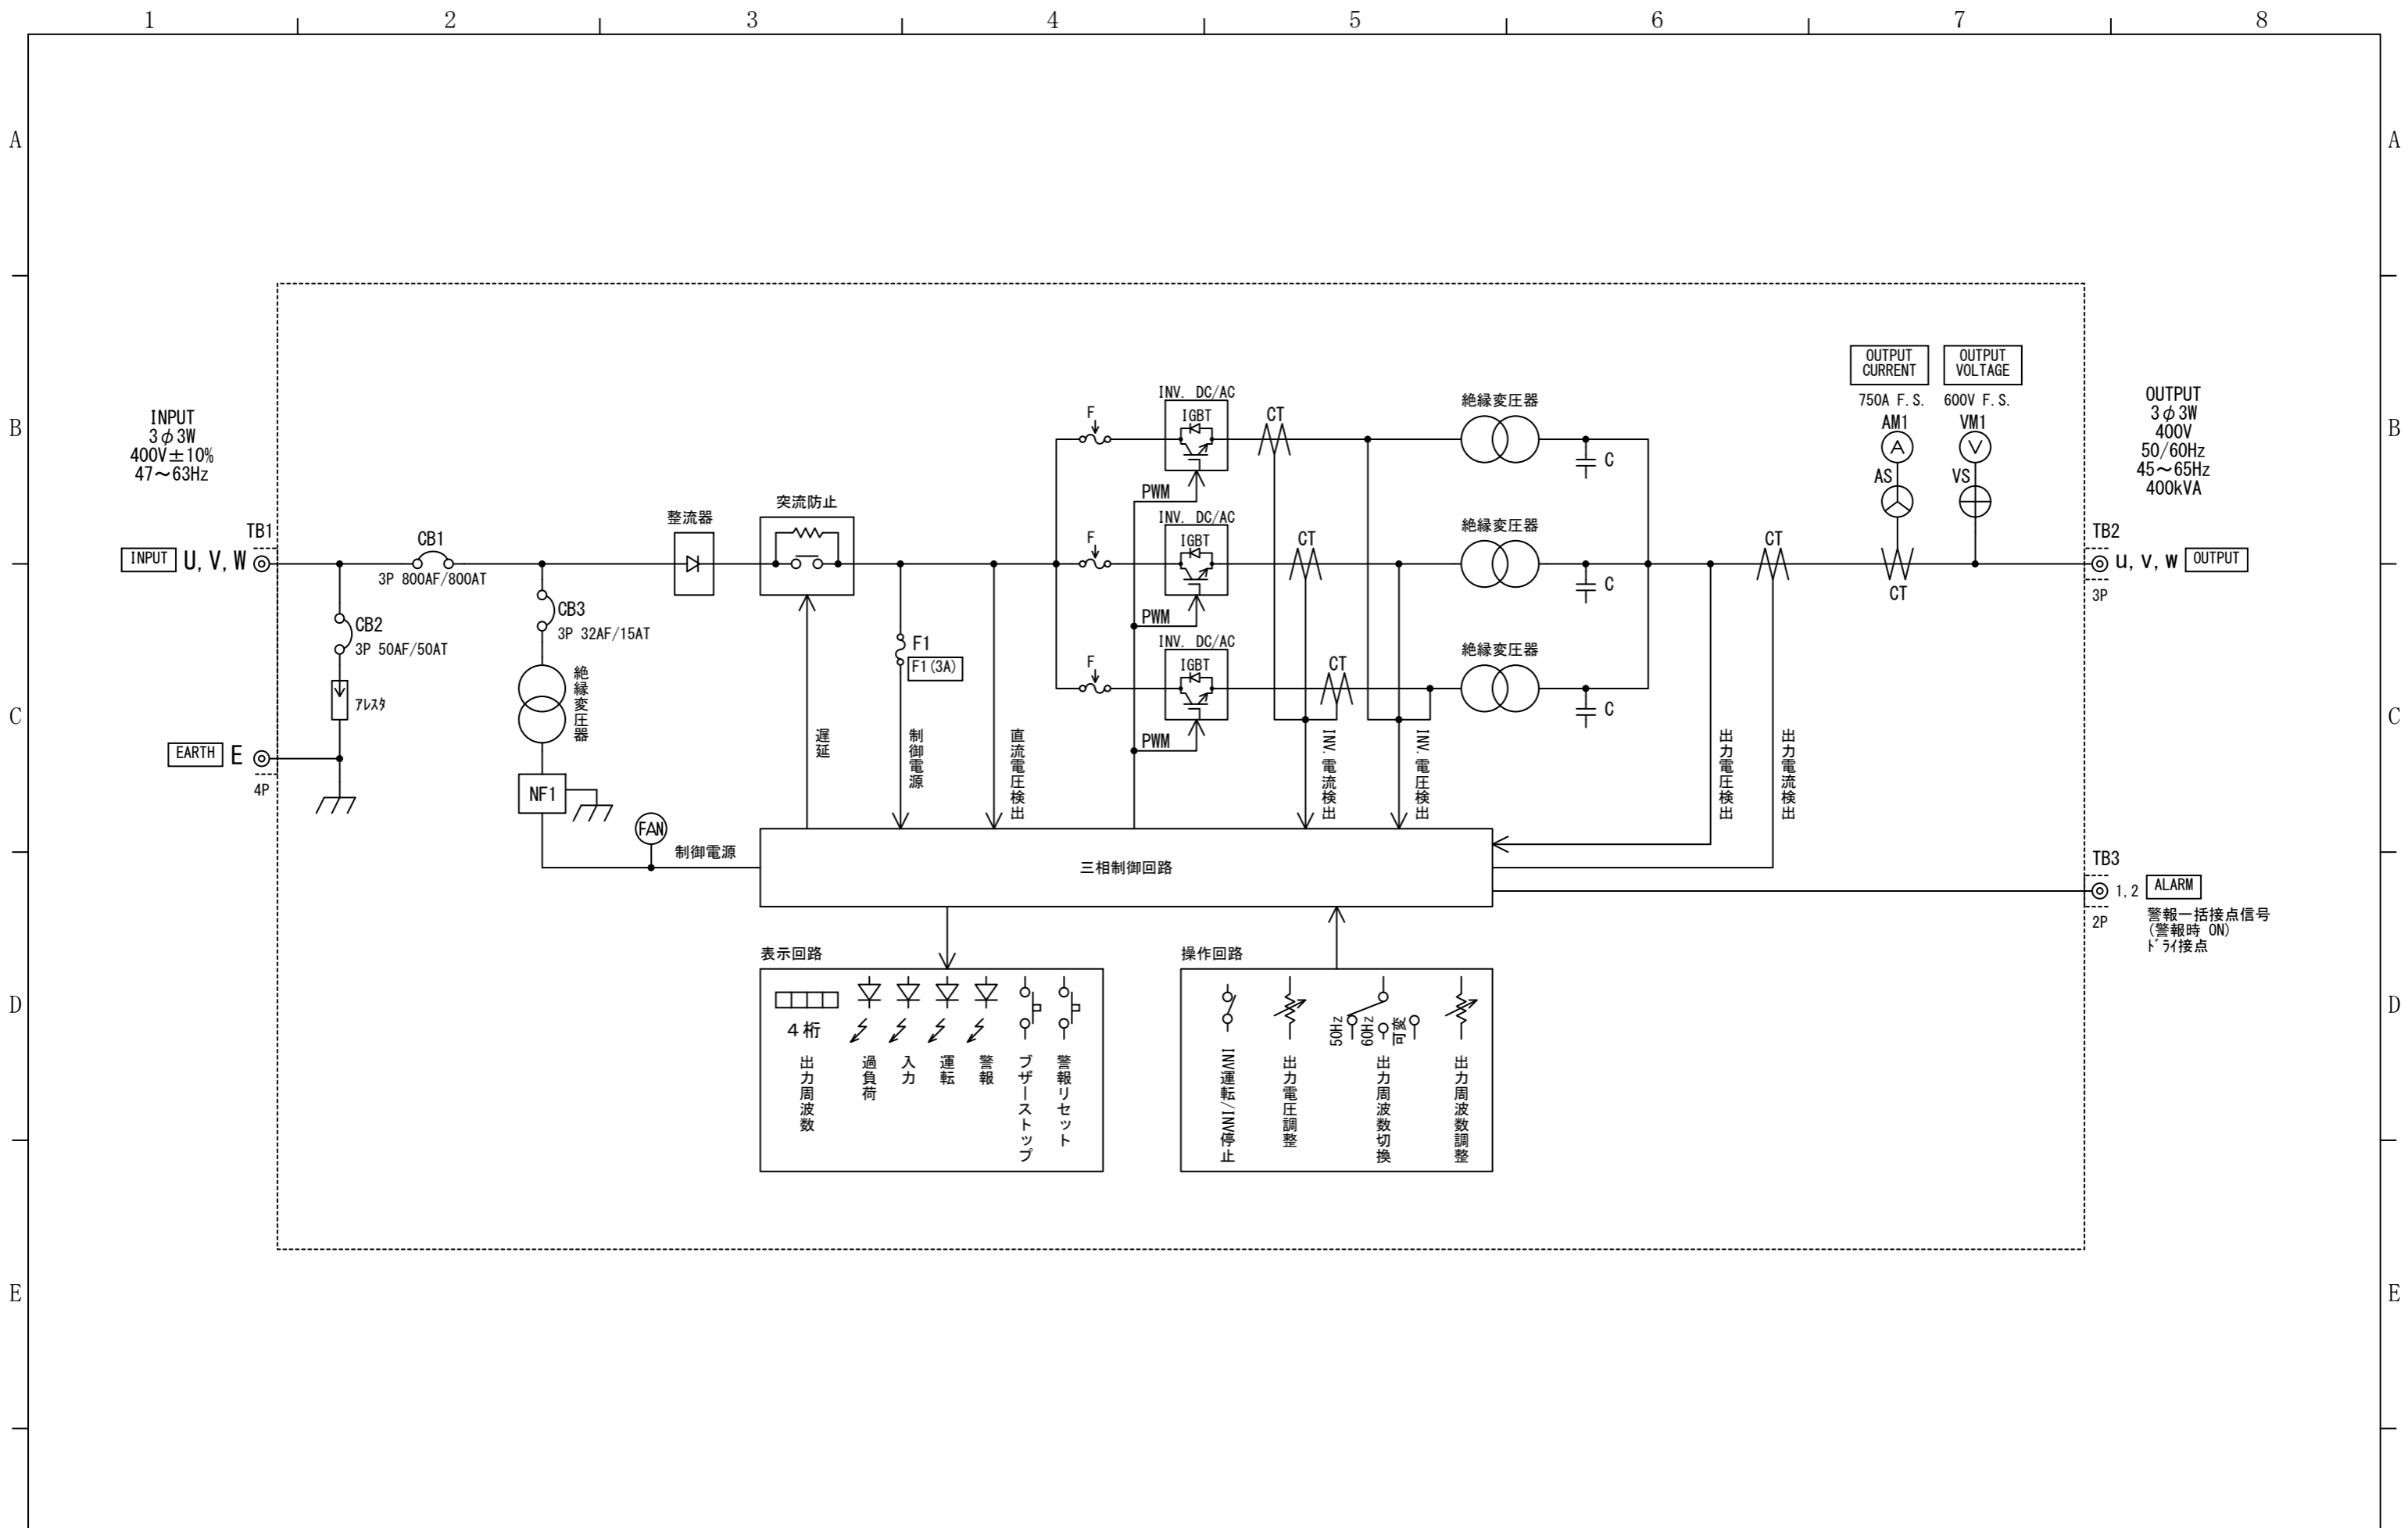 1 2 3 4 5 6 7 8
A A
INV. DC/AC
IGBT
PWM
F
CT
絶縁変圧器
C
OUTPUT
CURRENT
750A F.S.
AM1
A
AS
CT
OUTPUT
VOLTAGE
600V F.S.
VM1
V
VS
B B
INPUT
3φ3W
400V±10%
47～63Hz
OUTPUT
3φ3W
400V
50/60Hz
45～65Hz
400kVA
TB1
INPUT U, V, W
CB1
3P 800AF/800AT
整流器
突流防止
INV. DC/AC
IGBT
PWM
F
CT
絶縁変圧器
C
CT
TB2
U, V, W OUTPUT
3P
CB2
3P 50AF/50AT
アレスタ
CB3
3P 32AF/15AT
絶縁変圧器
F1
F1(3A)
INV. DC/AC
IGBT
PWM
F
CT
絶縁変圧器
C
C C
EARTH E
4P
NF1
FAN
制御電源
遅延
制御電源
直流電圧検出
INV.電流検出
INV.電圧検出
出力電圧検出
出力電流検出
三相制御回路
TB3
1,2 ALARM
2P
警報一括接点信号
(警報時 ON)
ﾄﾞﾗｲ接点
表示回路
4桁
出力周波数
過負荷
入力
運転
警報
ブザーストップ
警報リセット
操作回路
INV運転/INV停止
出力電圧調整
50Hz
60Hz
可変
出力周波数切換
出力周波数調整
D D
E E